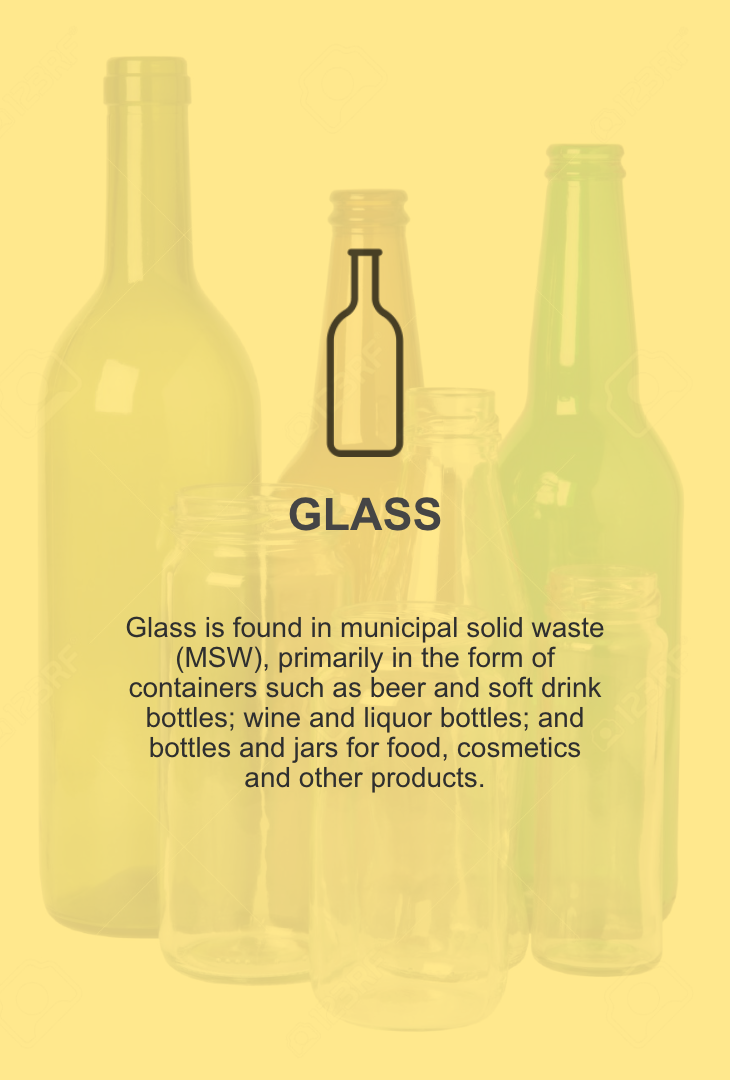 GLASS
Glass is found in municipal solid waste
(MSW), primarily in the form of
containers such as beer and soft drink
bottles; wine and liquor bottles; and
bottles and jars for food, cosmetics
and other products.